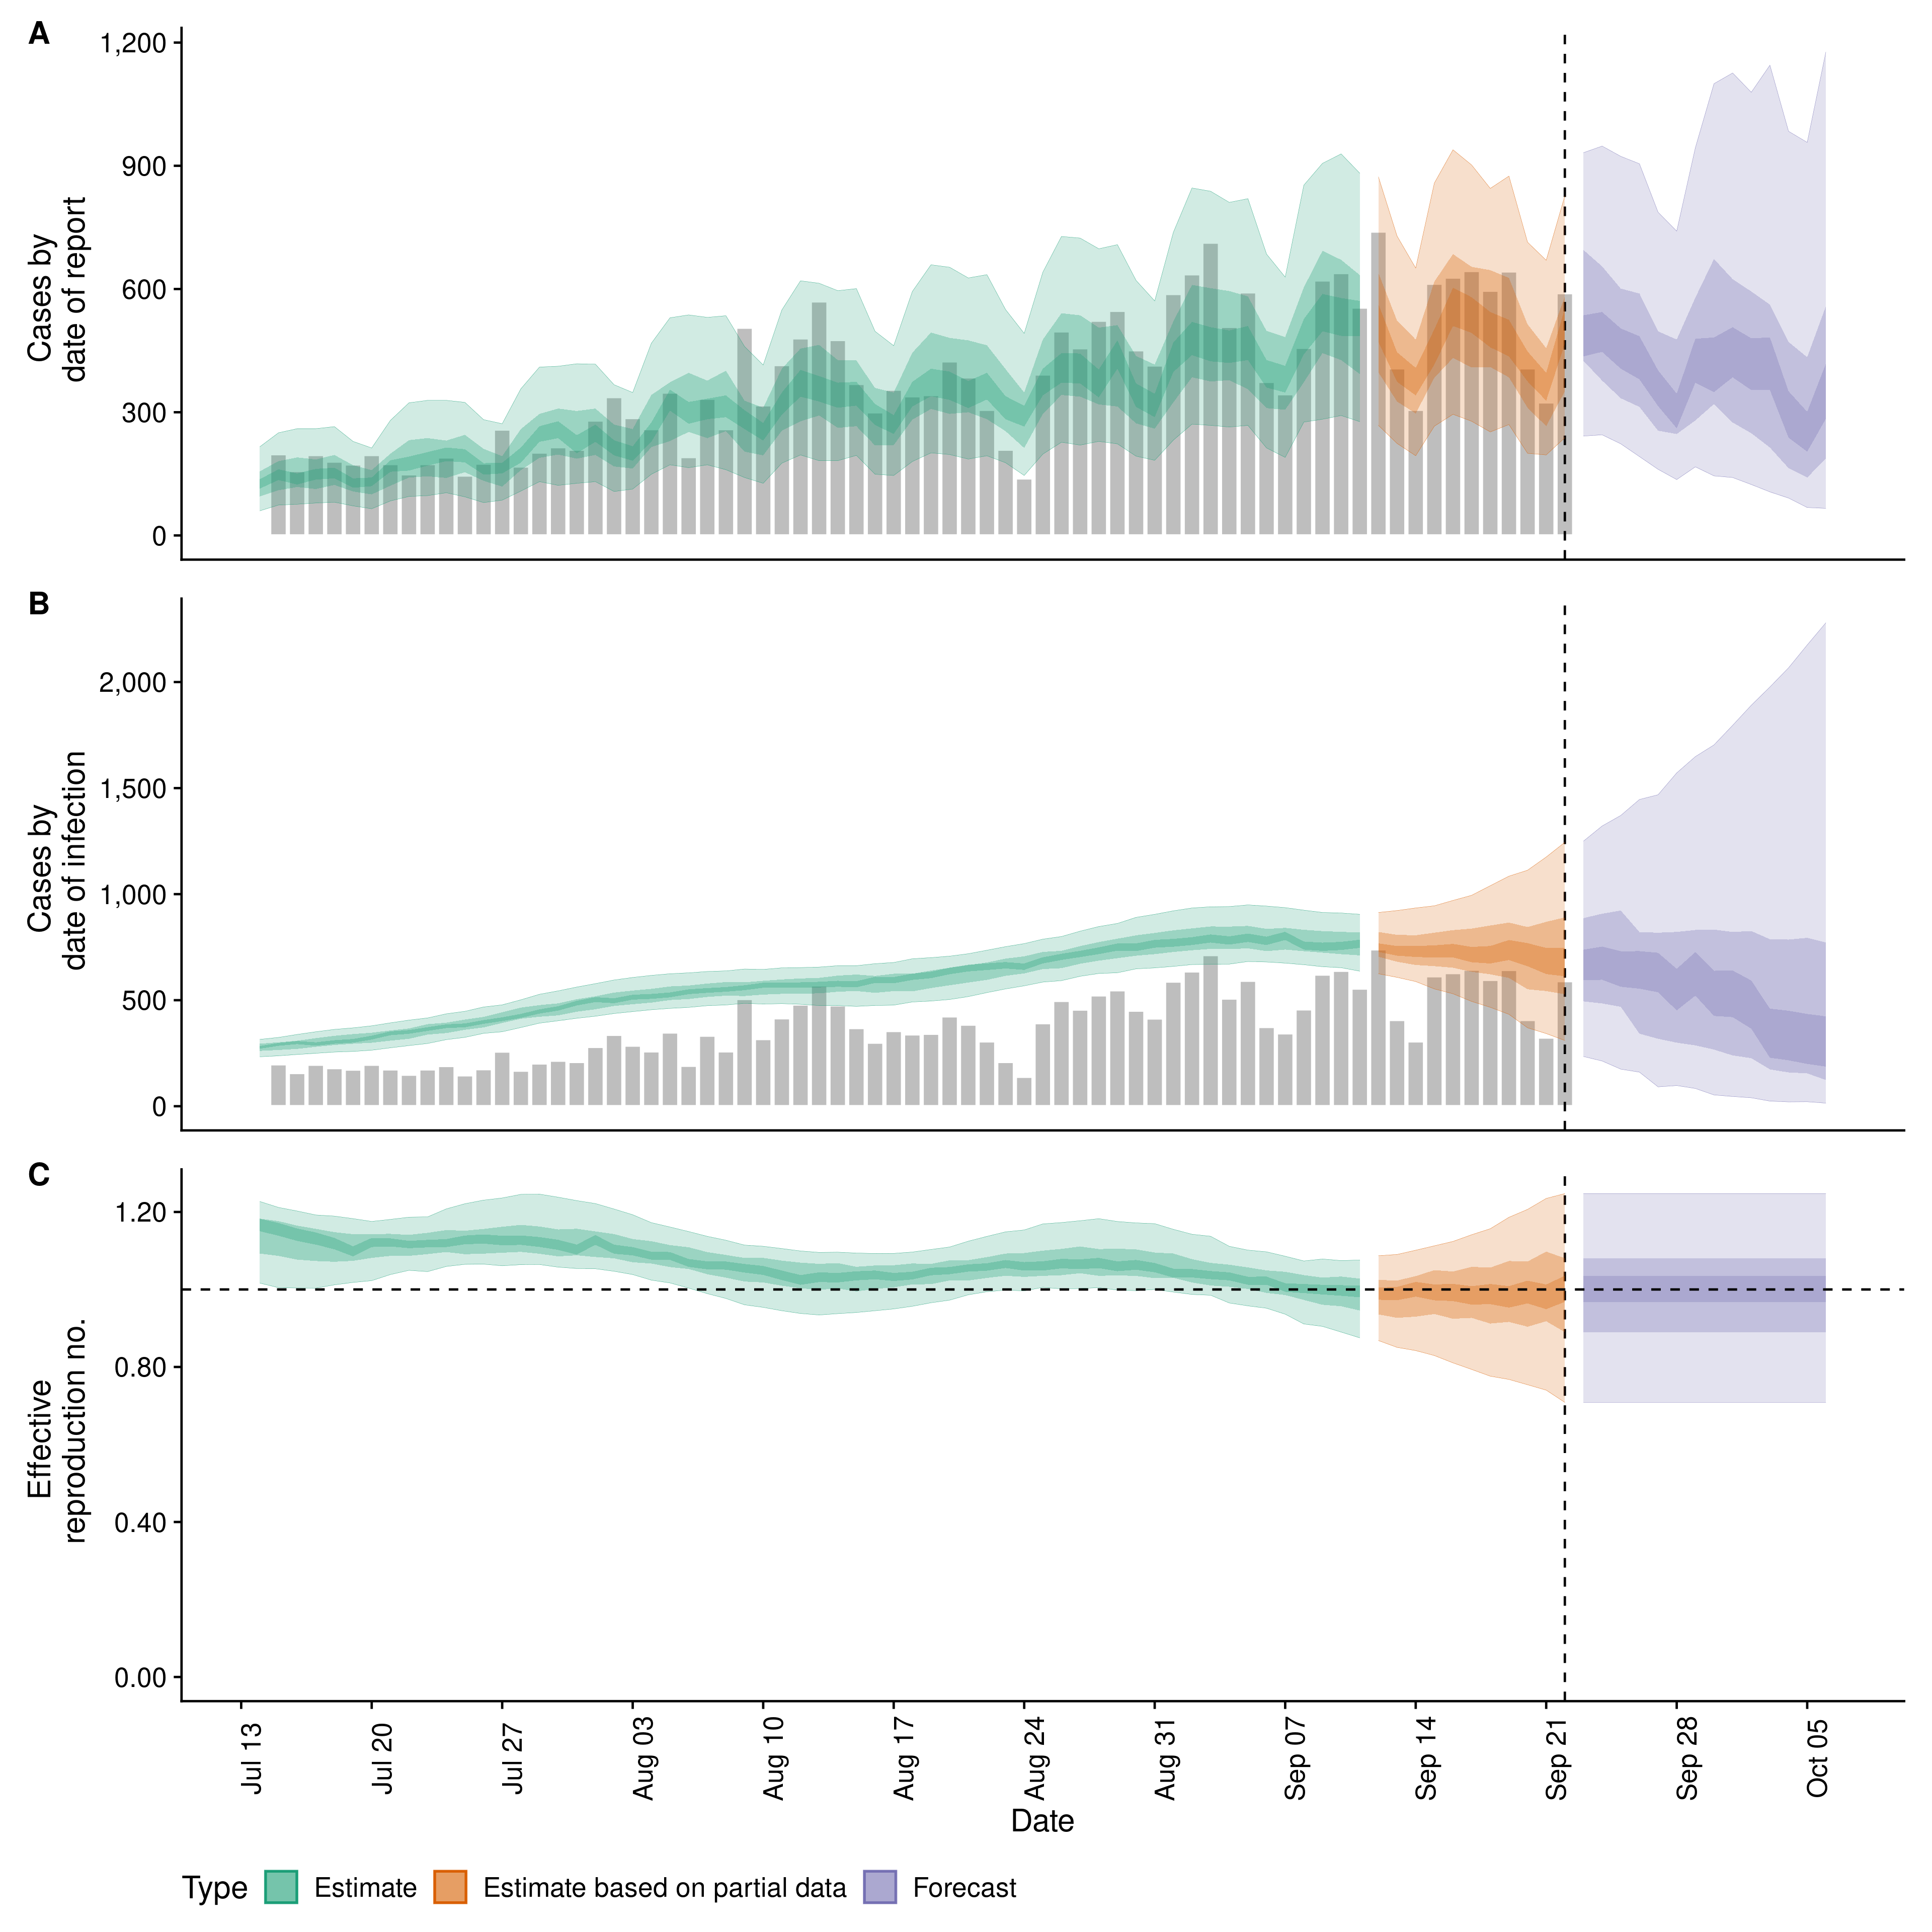 A
1,200
900
600
300
0
Cases by
date of report
B
2,000
1,500
1,000
500
0
Cases by
date of infection
C
1.20
0.80
0.40
0.00
Effective
reproduction no.
Jul 13
Jul 20
Jul 27
Aug 03
Aug 10
Aug 17
Aug 24
Aug 31
Sep 07
Sep 14
Sep 21
Sep 28
Oct 05
Date
Type Estimate Estimate based on partial data Forecast